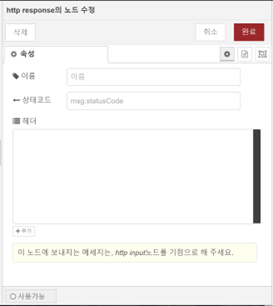 http response의 노드 수정
삭제
취소
완료
속성
이름
이름
상태코드
msg.statusCode
헤더
추가
이 노드에 보내지는 메세지는, http input노드를 기점으로 해 주세요.
사용가능